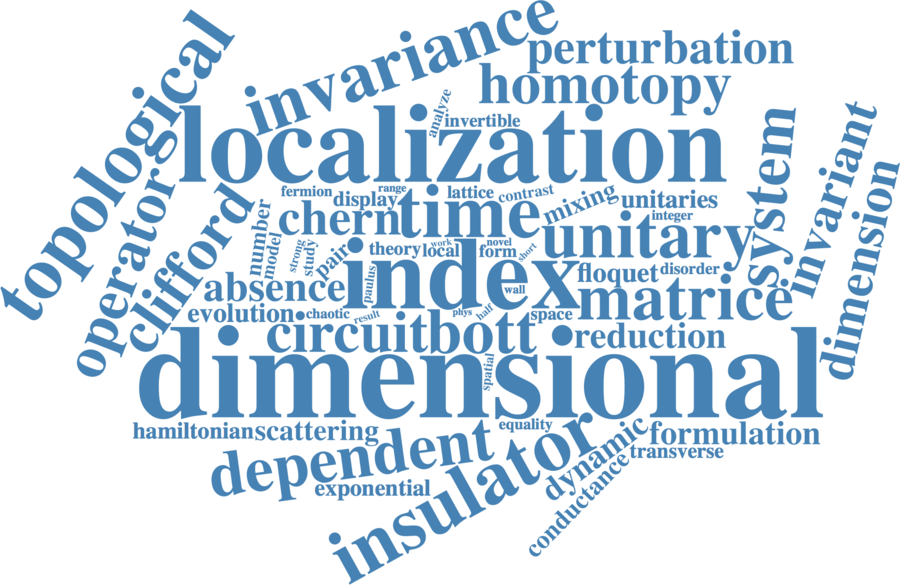 topological
invariance
perturbation
homotopy
analyze
invertible
localization
operator
clifford
system
invariant
dimension
fermion
range
display
lattice
contrast
mixing
unitaries
integer
chern
time
number
model
strong
study
pair
theory
work
local
novel
form
short
unitary
floquet
disorder
absence
paulus
index
wall
matrice
evolution
chaotic
result
phys
half
space
circuit
bott
reduction
dimensional
spatial
hamiltonian
scattering
equality
formulation
dependent
insulator
dynamic
transverse
exponential
conductance